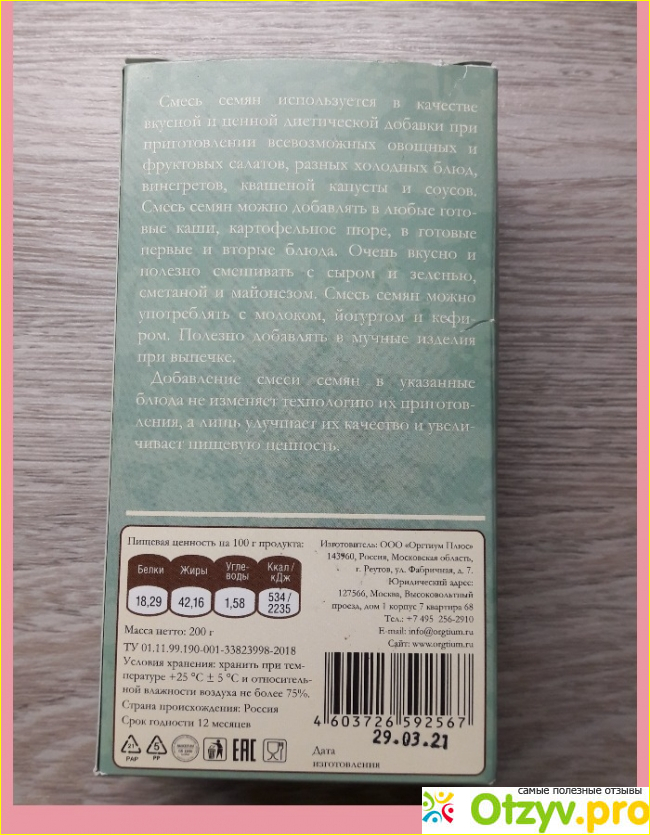 Смесь семян используется в качестве
вкусной и ценной диетической добавки при
приготовлении всевозможных овощных и
фруктовых салатов, разных холодных блюд,
винегретов, квашеной капусты и соусов.
Смесь семян можно добавлять в любые гото-
вые каши, картофельное пюре, в готовые
первые и вторые блюда. Очень вкусно и
полезно смешивать с сыром и зеленью,
сметаной и майонезом. Смесь семян можно
употреблять с молоком, йогуртом и кефи-
ром. Полезно добавлять в мучные изделия
при выпечке.
Добавление смеси семян в указанные
блюда не изменяет технологию их приготов-
ления, а лишь улучшает их качество и увели-
чивает пищевую ценность.
Пищевая ценность на 100 г продукта:
Белки Жиры Угле-воды Ккал/кДж
18,29 42,16 1,58 534/2235
Масса нетто: 200 г
ТУ 01.11.99.190-001-33823998-2018
Условия хранения: хранить при тем-
пературе +25 °C ± 5 °C и относитель-
ной влажности воздуха не более 75%.
Страна происхождения: Россия
Срок годности 12 месяцев
21 PAP
5 PP
EAC
Изготовитель: ООО «Оргтиум Плюс»
143960, Россия, Московская область,
г. Реутов, ул. Фабричная, д. 7.
Юридический адрес:
127566, Москва, Высоковольтный
проезд, дом 1 корпус 7 квартира 68
Тел.: +7 495 256-2910
E-mail: info@orgtium.com
Сайт: www.orgtium.com
4 603726 592567
29.03.21
Дата
изготовления
самые полезные отзывы
Otzyv.pro